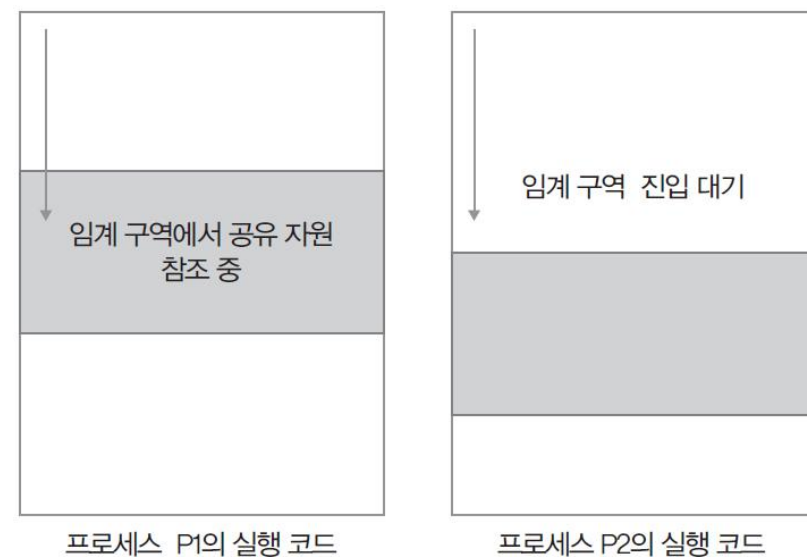 임계 구역에서 공유 자원
참조 중
프로세스 P1의 실행 코드
임계 구역 진입 대기
프로세스 P2의 실행 코드